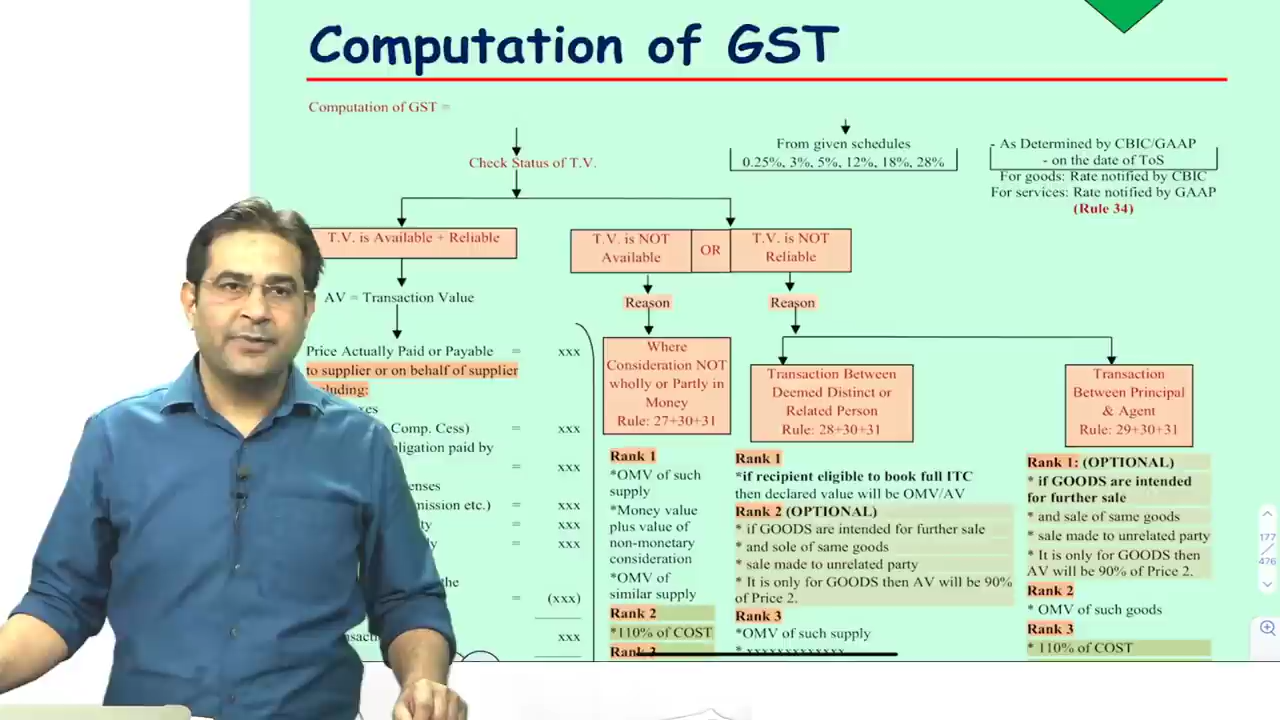 Computation of GST
Computation of GST =
Check Status of T.V.
From given schedules
0.25%, 3%, 5%, 12%, 18%, 28%
- As Determined by CBIC/GAAP
- on the date of ToS
For goods: Rate notified by CBIC
For services: Rate notified by GAAP
(Rule 34)
T.V. is Available + Reliable
T.V. is NOT
Available
OR
T.V. is NOT
Reliable
AV = Transaction Value
Reason
Reason
Price Actually Paid or Payable = xxx
to supplier or on behalf of supplier
Comp. Cess) = xxx
paid by
= xxx
etc.) = xxx
= xxx
= xxx
the
= (xxx)
xxx
Where
Consideration NOT
wholly or Partly in
Money
Rule: 27+30+31
Rank 1
*OMV of such
supply
*Money value
plus value of
non-monetary
consideration
*OMV of
similar supply
Rank 2
*110% of COST
Rank 3
Transaction Between
Deemed Distinct or
Related Person
Rule: 28+30+31
Rank 1
*if recipient eligible to book full ITC
then declared value will be OMV/AV
Rank 2 (OPTIONAL)
* if GOODS are intended for further sale
* and sole of same goods
* sale made to unrelated party
* It is only for GOODS then AV will be 90%
of Price 2.
Rank 3
*OMV of such supply
* xxxxxxxxxxxxx
Transaction
Between Principal
& Agent
Rule: 29+30+31
Rank 1: (OPTIONAL)
* if GOODS are intended
for further sale
* and sale of same goods
* sale made to unrelated party
* It is only for GOODS then
AV will be 90% of Price 2.
Rank 2
* OMV of such goods
Rank 3
* 110% of COST
177
/
476